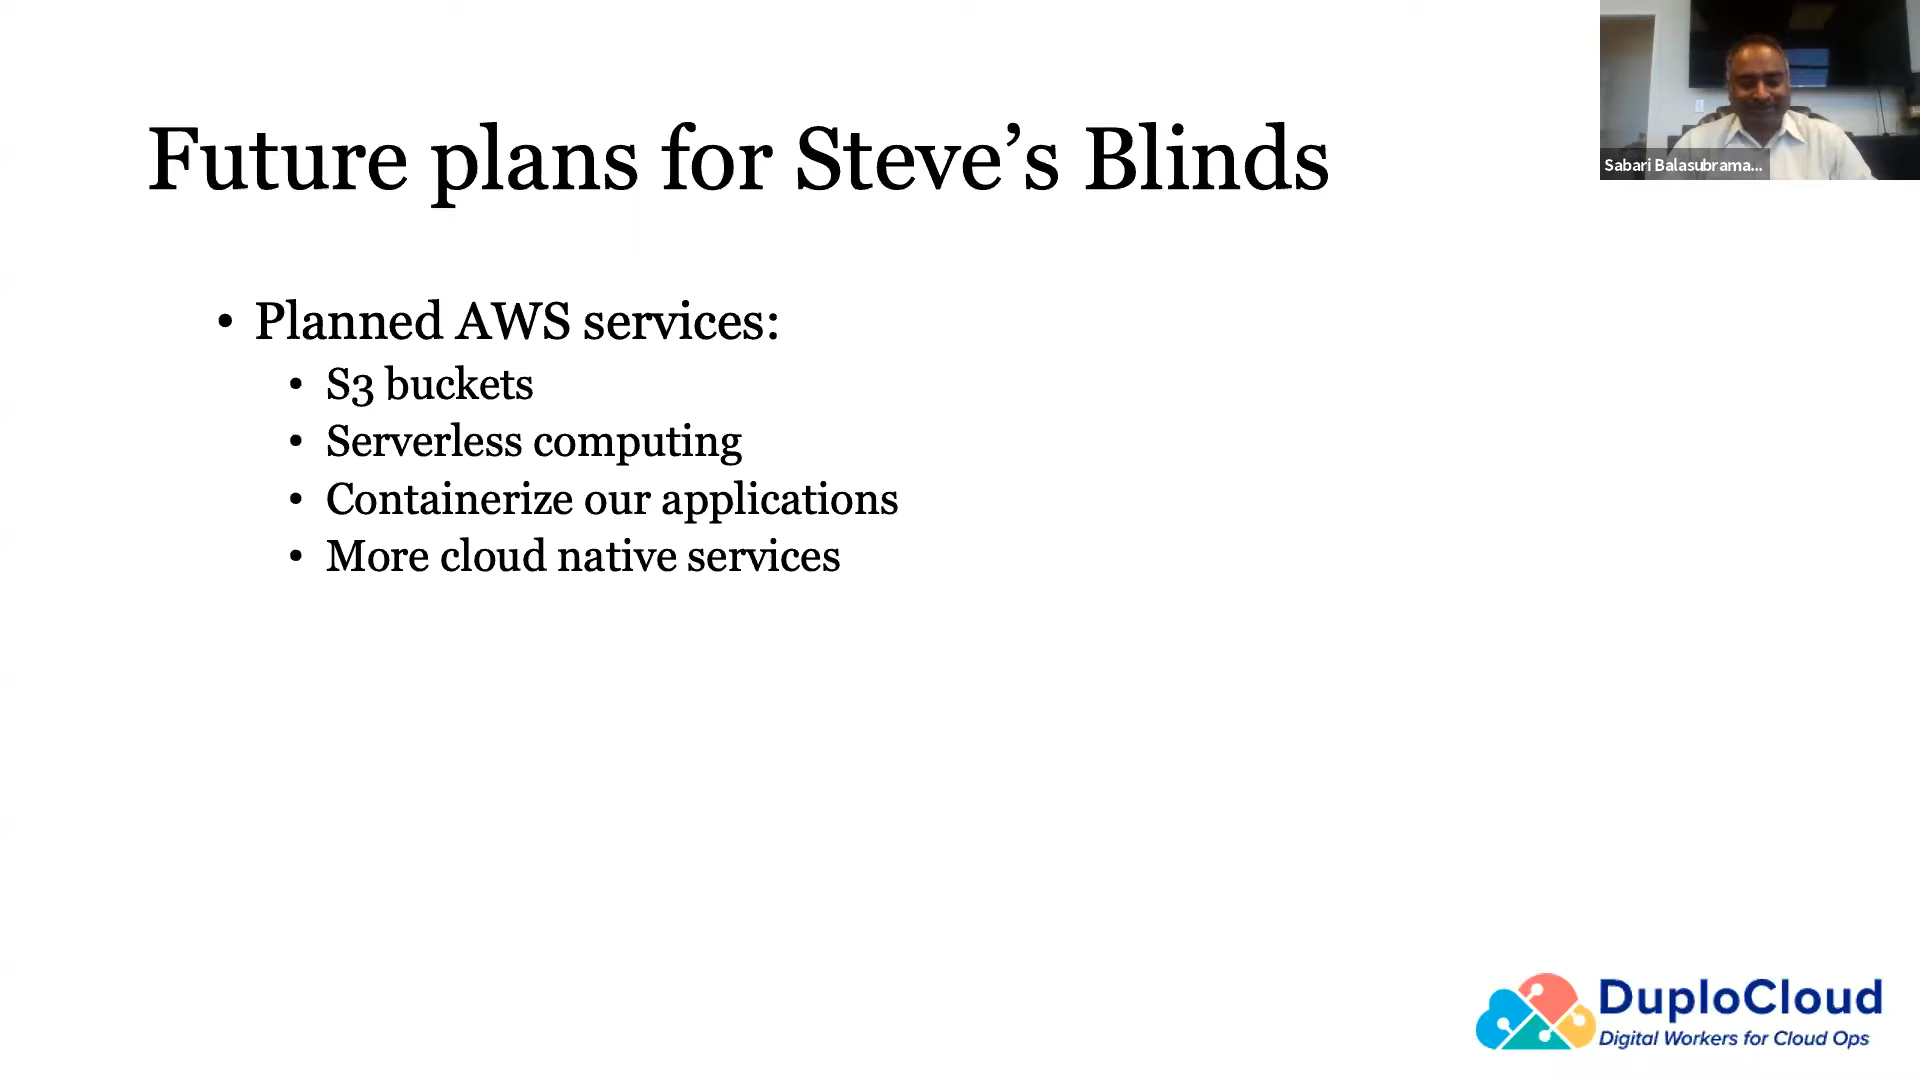 Future plans for Steve’s Blinds
Sabari Balasubrama...
• Planned AWS services:
• S3 buckets
• Serverless computing
• Containerize our applications
• More cloud native services
DuploCloud
Digital Workers for Cloud Ops